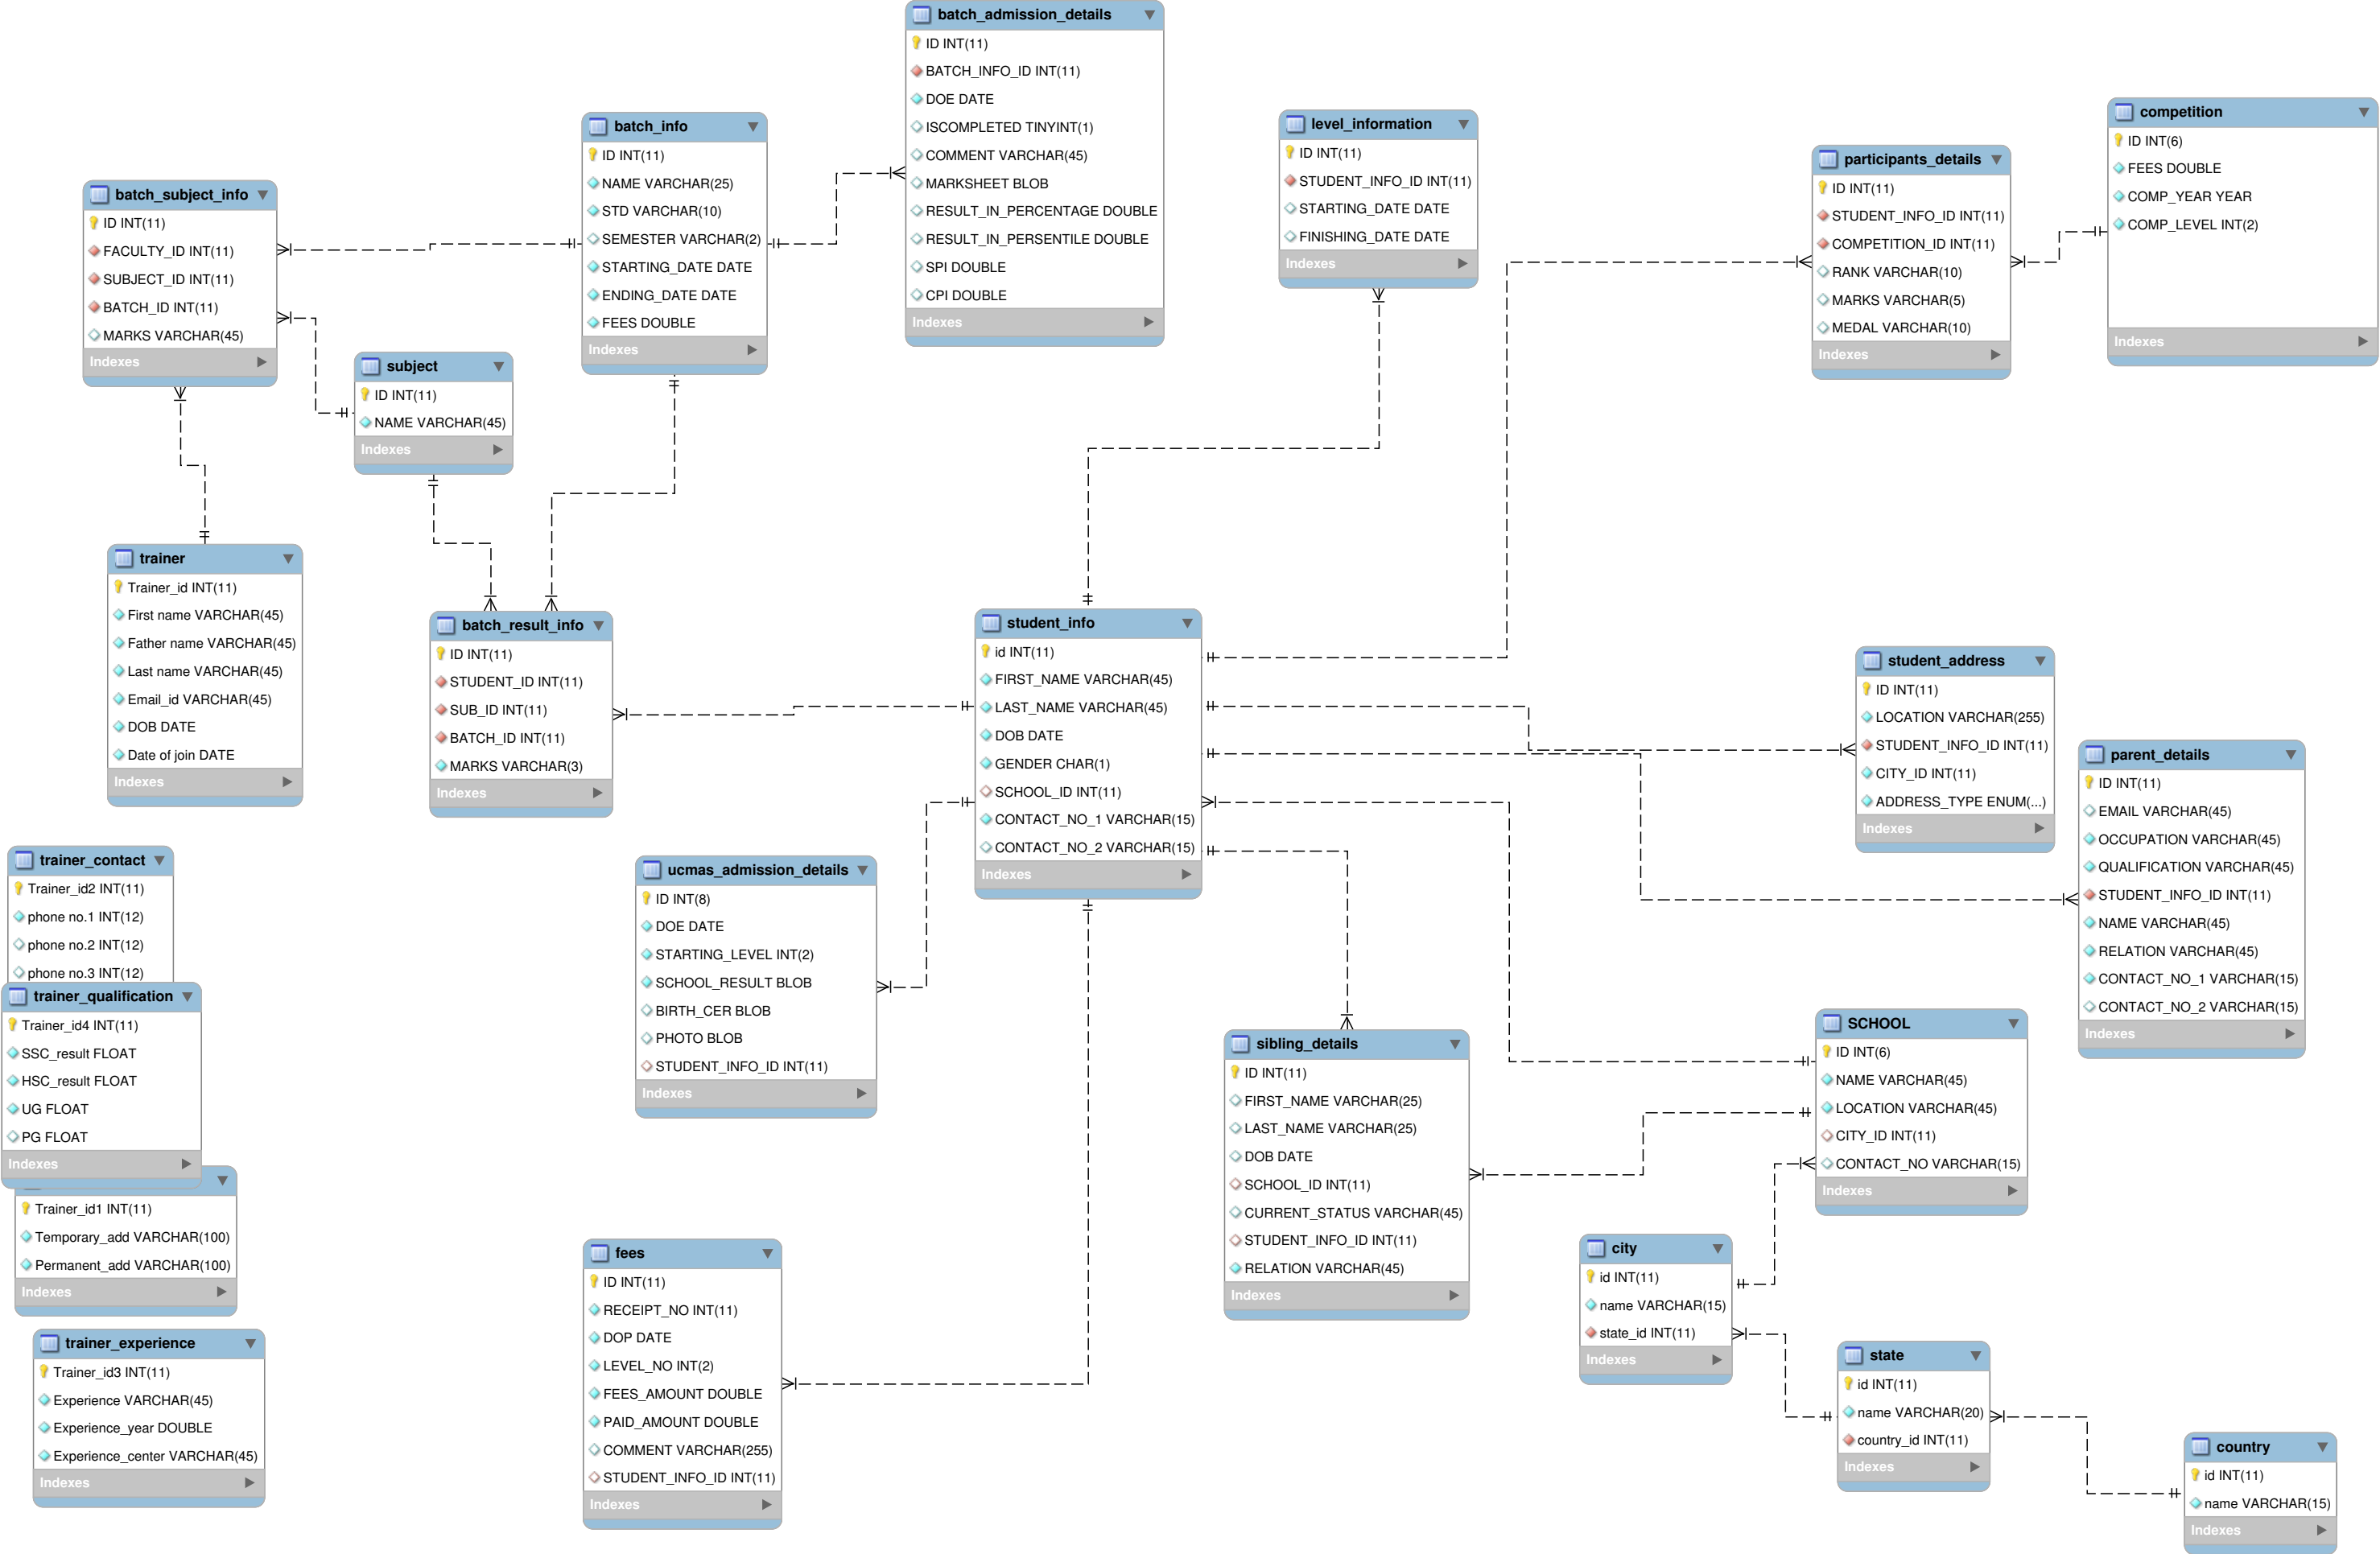 batch_admission_details
ID INT(11)
BATCH_INFO_ID INT(11)
DOE DATE
ISCOMPLETED TINYINT(1)
COMMENT VARCHAR(45)
MARKSHEET BLOB
RESULT_IN_PERCENTAGE DOUBLE
RESULT_IN_PERSENTILE DOUBLE
SPI DOUBLE
CPI DOUBLE
Indexes
batch_info
ID INT(11)
NAME VARCHAR(25)
STD VARCHAR(10)
SEMESTER VARCHAR(2)
STARTING_DATE DATE
ENDING_DATE DATE
FEES DOUBLE
Indexes
level_information
ID INT(11)
STUDENT_INFO_ID INT(11)
STARTING_DATE DATE
FINISHING_DATE DATE
Indexes
participants_details
ID INT(11)
STUDENT_INFO_ID INT(11)
COMPETITION_ID INT(11)
RANK VARCHAR(10)
MARKS VARCHAR(5)
MEDAL VARCHAR(10)
Indexes
competition
ID INT(6)
FEES DOUBLE
COMP_YEAR YEAR
COMP_LEVEL INT(2)
Indexes
batch_subject_info
ID INT(11)
FACULTY_ID INT(11)
SUBJECT_ID INT(11)
BATCH_ID INT(11)
MARKS VARCHAR(45)
Indexes
subject
ID INT(11)
NAME VARCHAR(45)
Indexes
trainer
Trainer_id INT(11)
First name VARCHAR(45)
Father name VARCHAR(45)
Last name VARCHAR(45)
Email_id VARCHAR(45)
DOB DATE
Date of join DATE
Indexes
batch_result_info
ID INT(11)
STUDENT_ID INT(11)
SUB_ID INT(11)
BATCH_ID INT(11)
MARKS VARCHAR(3)
Indexes
student_info
id INT(11)
FIRST_NAME VARCHAR(45)
LAST_NAME VARCHAR(45)
DOB DATE
GENDER CHAR(1)
SCHOOL_ID INT(11)
CONTACT_NO_1 VARCHAR(15)
CONTACT_NO_2 VARCHAR(15)
Indexes
student_address
ID INT(11)
LOCATION VARCHAR(255)
STUDENT_INFO_ID INT(11)
CITY_ID INT(11)
ADDRESS_TYPE ENUM(...)
Indexes
parent_details
ID INT(11)
EMAIL VARCHAR(45)
OCCUPATION VARCHAR(45)
QUALIFICATION VARCHAR(45)
STUDENT_INFO_ID INT(11)
NAME VARCHAR(45)
RELATION VARCHAR(45)
CONTACT_NO_1 VARCHAR(15)
CONTACT_NO_2 VARCHAR(15)
Indexes
trainer_contact
Trainer_id2 INT(11)
phone no.1 INT(12)
phone no.2 INT(12)
phone no.3 INT(12)
trainer_qualification
Trainer_id4 INT(11)
SSC_result FLOAT
HSC_result FLOAT
UG FLOAT
PG FLOAT
Indexes
Trainer_id1 INT(11)
Temporary_add VARCHAR(100)
Permanent_add VARCHAR(100)
Indexes
trainer_experience
Trainer_id3 INT(11)
Experience VARCHAR(45)
Experience_year DOUBLE
Experience_center VARCHAR(45)
Indexes
ucmas_admission_details
ID INT(8)
DOE DATE
STARTING_LEVEL INT(2)
SCHOOL_RESULT BLOB
BIRTH_CER BLOB
PHOTO BLOB
STUDENT_INFO_ID INT(11)
Indexes
fees
ID INT(11)
RECEIPT_NO INT(11)
DOP DATE
LEVEL_NO INT(2)
FEES_AMOUNT DOUBLE
PAID_AMOUNT DOUBLE
COMMENT VARCHAR(255)
STUDENT_INFO_ID INT(11)
Indexes
sibling_details
ID INT(11)
FIRST_NAME VARCHAR(25)
LAST_NAME VARCHAR(25)
DOB DATE
SCHOOL_ID INT(11)
CURRENT_STATUS VARCHAR(45)
STUDENT_INFO_ID INT(11)
RELATION VARCHAR(45)
Indexes
SCHOOL
ID INT(6)
NAME VARCHAR(45)
LOCATION VARCHAR(45)
CITY_ID INT(11)
CONTACT_NO VARCHAR(15)
Indexes
city
id INT(11)
name VARCHAR(15)
state_id INT(11)
Indexes
state
id INT(11)
name VARCHAR(20)
country_id INT(11)
Indexes
country
id INT(11)
name VARCHAR(15)
Indexes